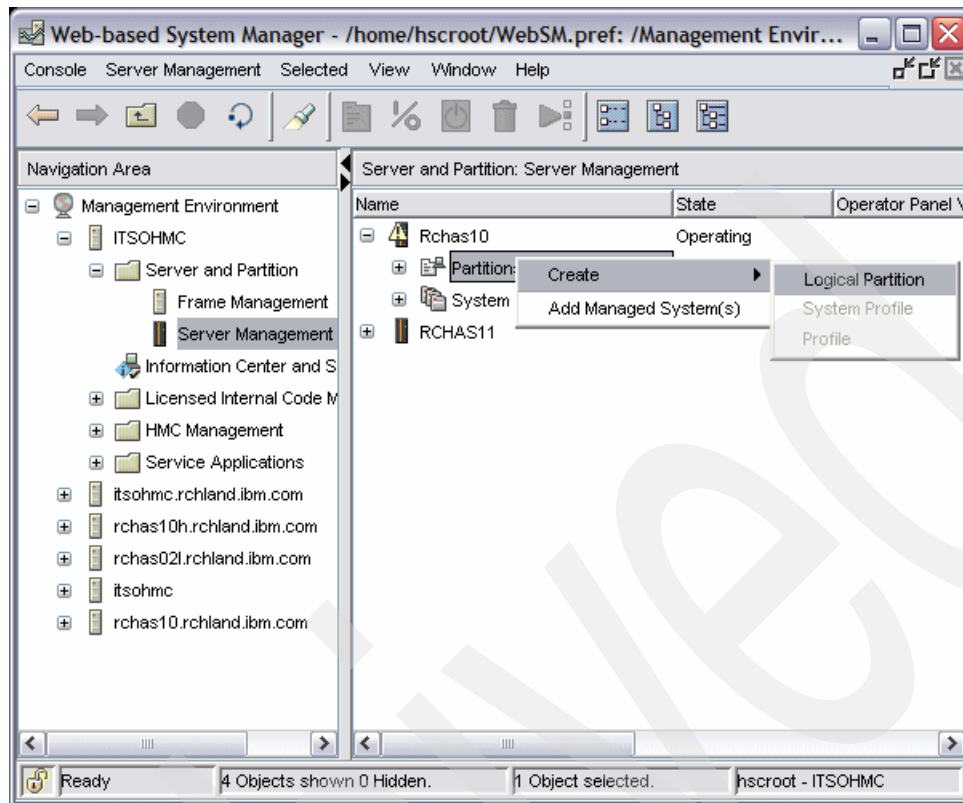 Web-based System Manager - /home/hscroot/WebSM.pref: /Management Envir...
Console Server Management Selected View Window Help
Navigation Area
Server and Partition: Server Management
Management Environment
ITSOHMC
Server and Partition
Frame Management
Server Management
Information Center and S
Licensed Internal Code M
HMC Management
Service Applications
itsohmc.rchland.ibm.com
rchas10h.rchland.ibm.com
rchas02l.rchland.ibm.com
itsohmc
rchas10.rchland.ibm.com
Name State Operator Panel V
Rchas10 Operating
Partition
System
RCHAS11
Create
Add Managed System(s)
Logical Partition
System Profile
Profile
Ready 4 Objects shown 0 Hidden. 1 Object selected. hscroot - ITSOHMC